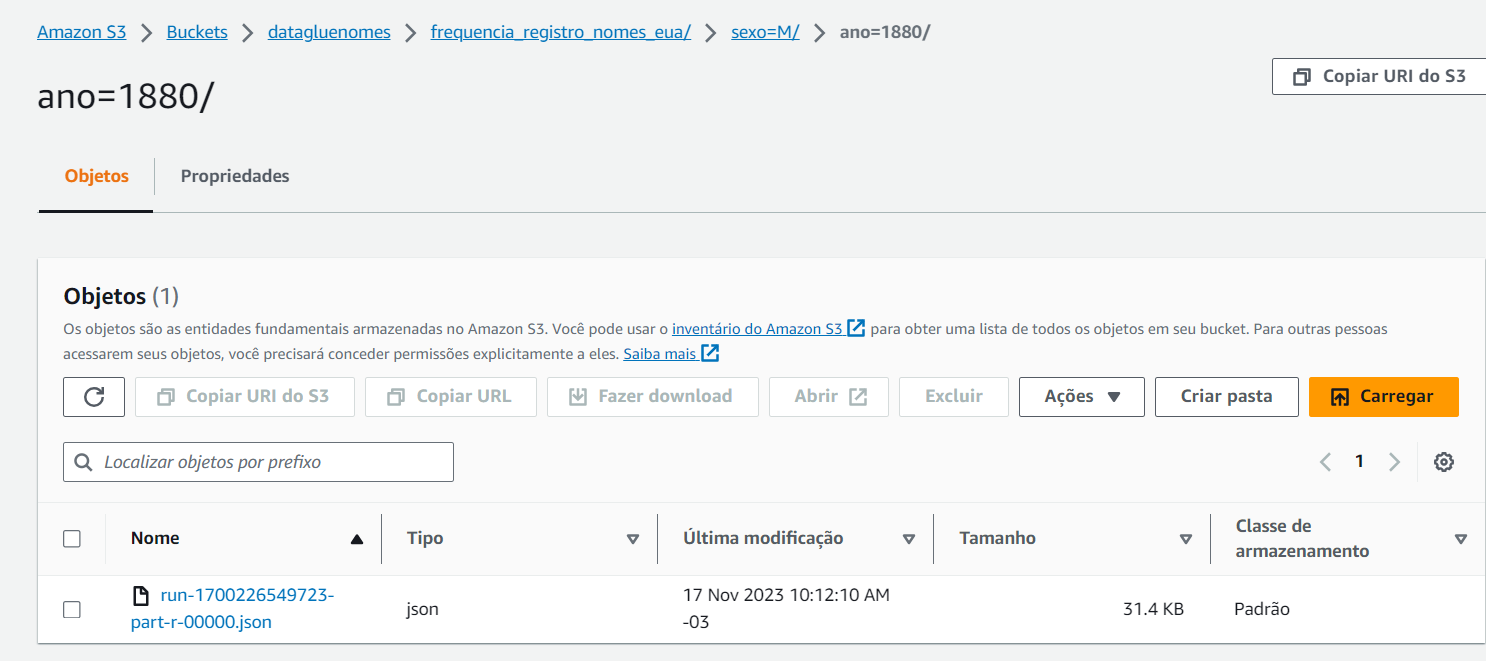 Amazon S3 > Buckets > datagluenomes > frequencia_registro_nomes_eua/ > sexo=M/ > ano=1880/
ano=1880/
Copiar URI do S3
Objetos
Propriedades
Objetos (1)
Os objetos são as entidades fundamentais armazenadas no Amazon S3. Você pode usar o inventário do Amazon S3 para obter uma lista de todos os objetos em seu bucket. Para outras pessoas
acessarem seus objetos, você precisará conceder permissões explicitamente a eles. Saiba mais
Copiar URI do S3
Copiar URL
Fazer download
Abrir
Excluir
Ações
Criar pasta
Carregar
Localizar objetos por prefixo
1
Nome
Tipo
Última modificação
Tamanho
Classe de
armazenamento
run-1700226549723-
part-r-00000.json
json
17 Nov 2023 10:12:10 AM
-03
31.4 KB
Padrão